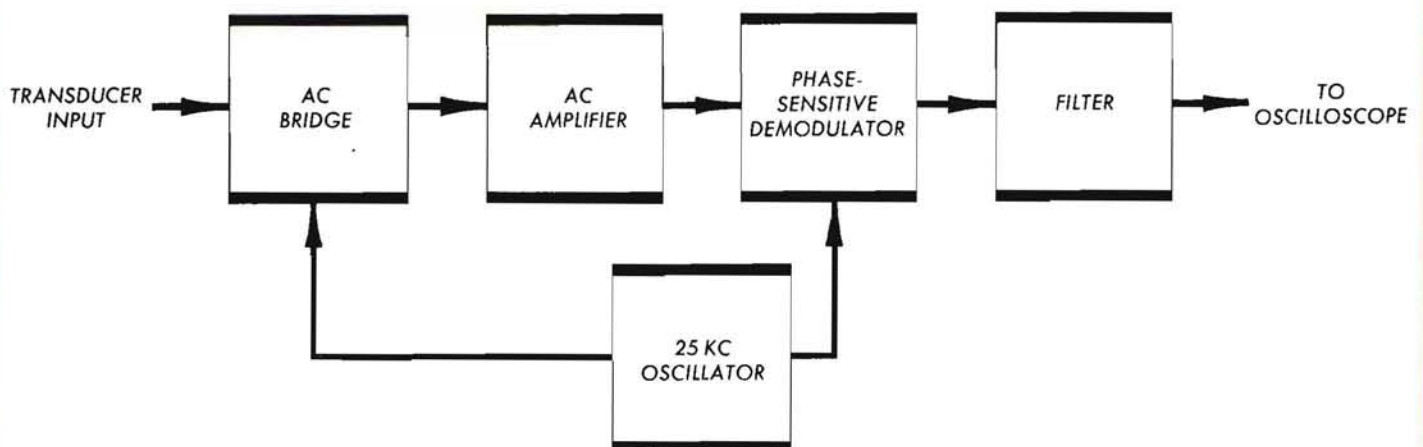 TRANSDUCER
INPUT
AC
BRIDGE
AC
AMPLIFIER
PHASE-
SENSITIVE
DEMODULATOR
FILTER
TO
OSCILLOSCOPE
25 KC
OSCILLATOR